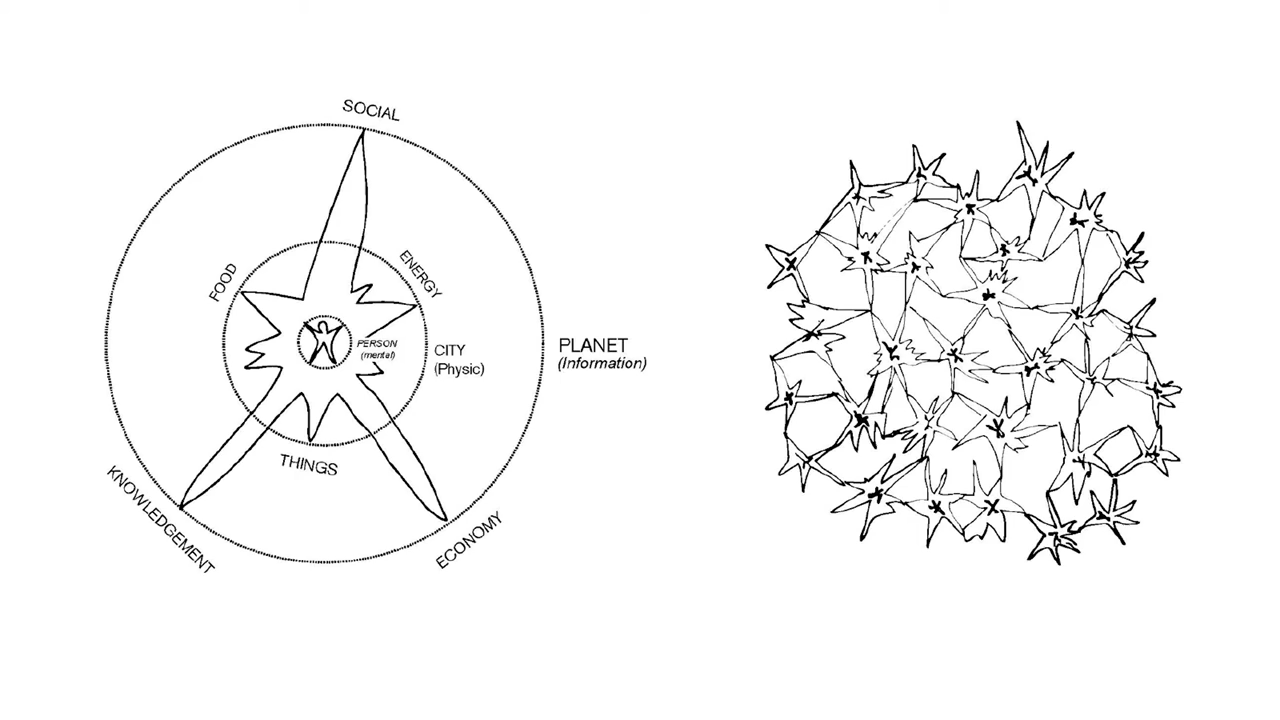 SOCIAL
FOOD
ENERGY
PERSON
(mental)
CITY
(Physic)
PLANET
(Information)
THINGS
KNOWLEDGEMENT
ECONOMY